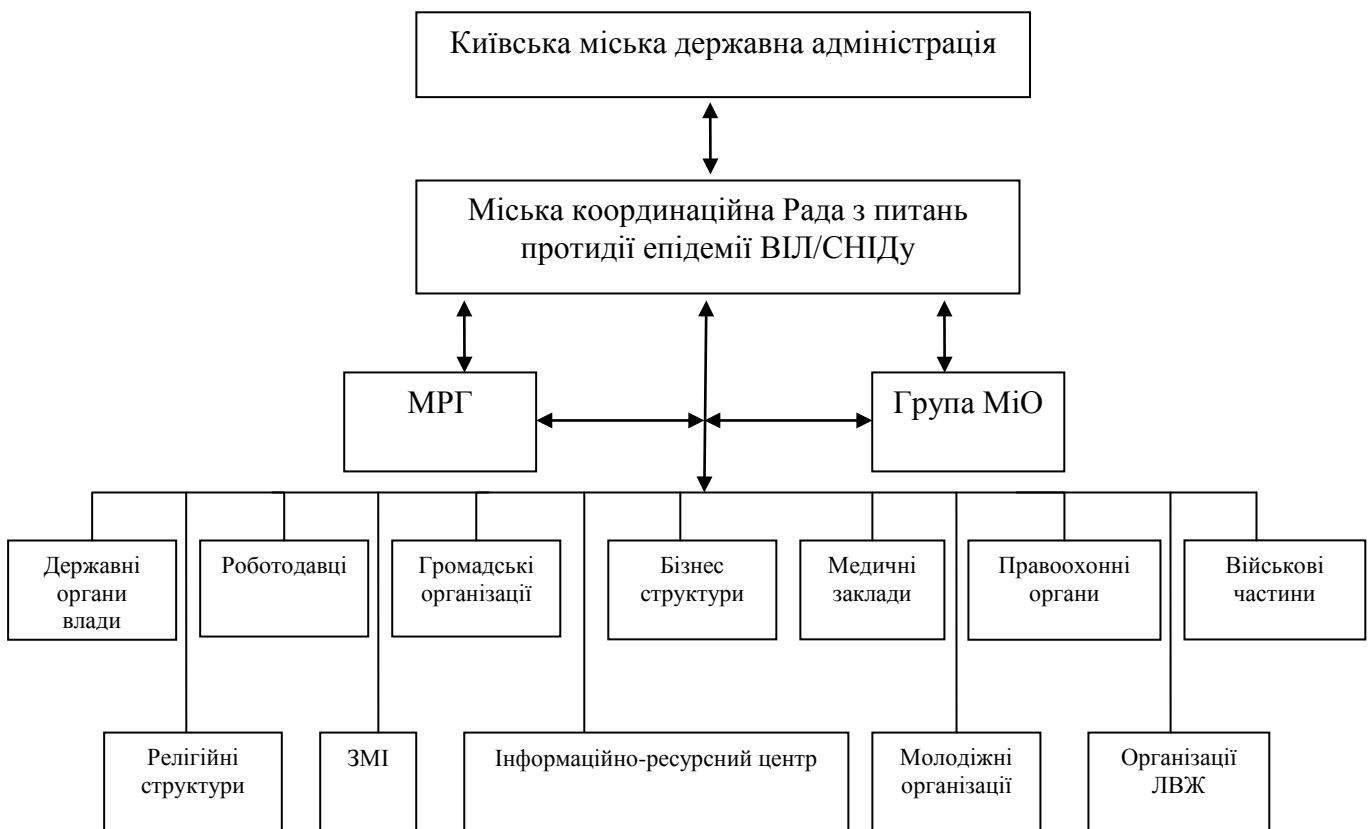 Київська міська державна адміністрація
Міська координаційна Рада з питань
протидії епідемії ВІЛ/СНІДу
МРГ
Група МіО
Державні
органи
влади
Роботодавці
Громадські
організації
Бізнес
структури
Медичні
заклади
Правоохонні
органи
Військові
частини
Релігійні
структури
ЗМІ
Інформаційно-ресурсний центр
Молодіжні
організації
Організації
ЛВЖ